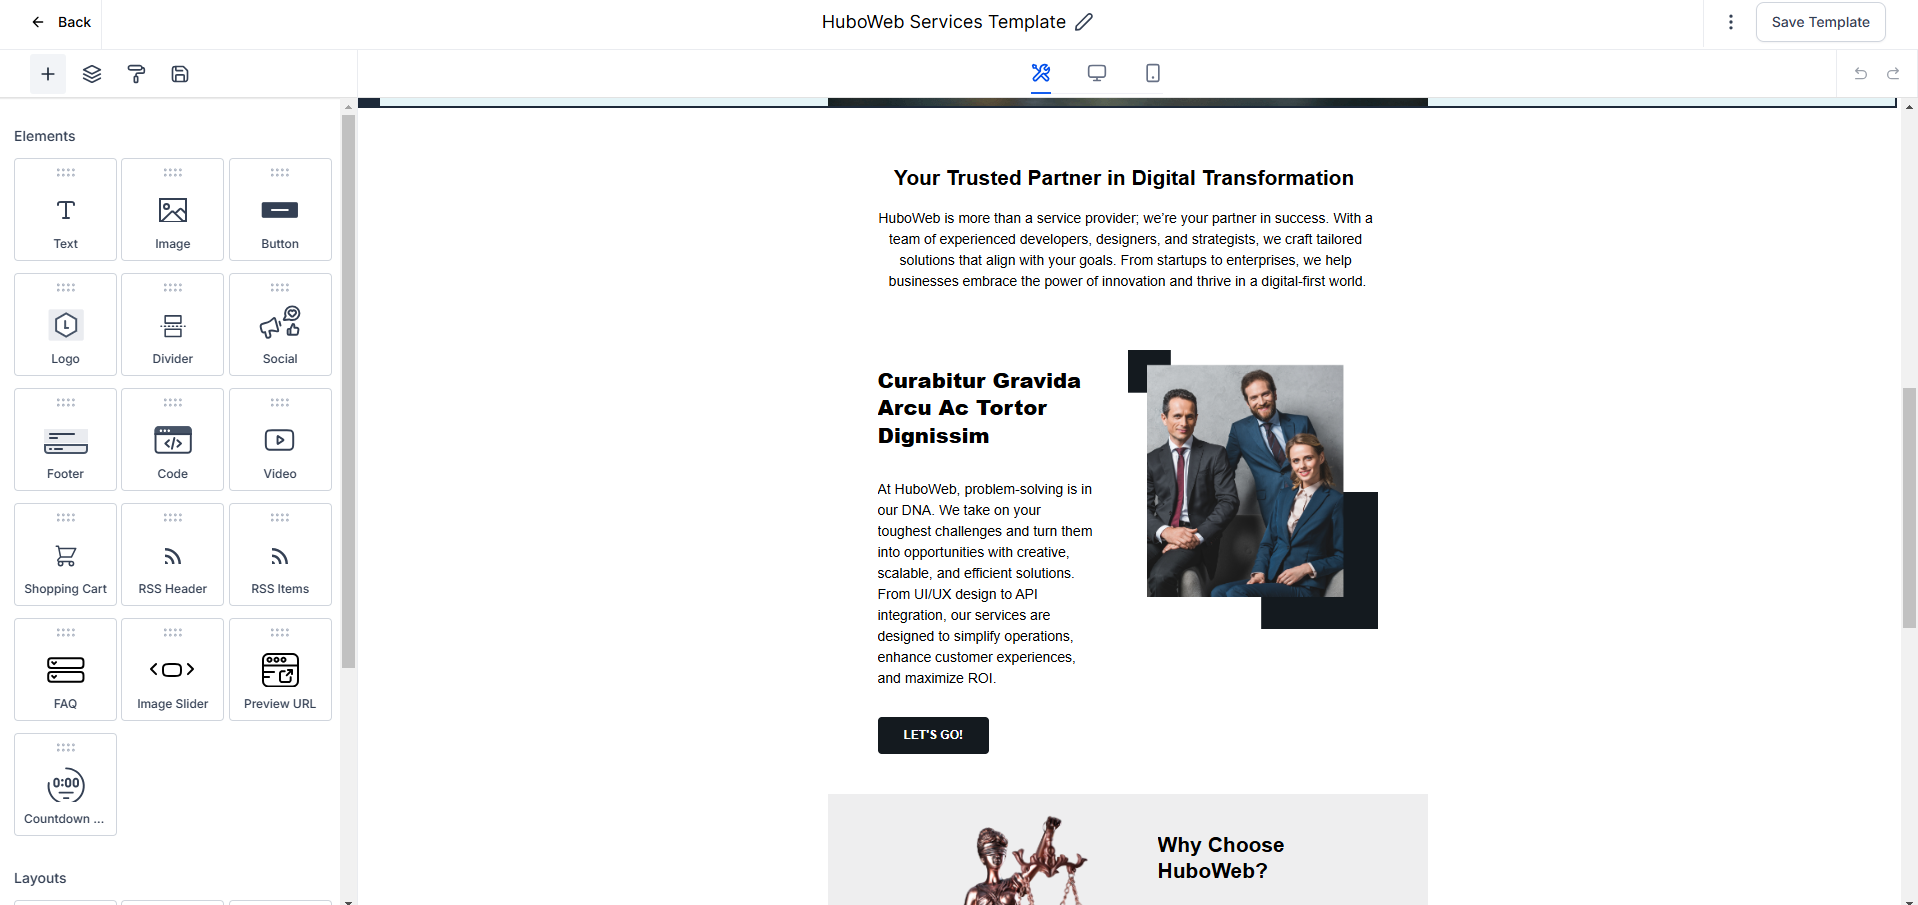 Back
HuboWeb Services Template
Save Template
Elements
Text
Image
Button
Logo
Divider
Social
Footer
Code
Video
Shopping Cart
RSS Header
RSS Items
FAQ
Image Slider
Preview URL
0:00
Countdown ...
Layouts
Your Trusted Partner in Digital Transformation
HuboWeb is more than a service provider; we’re your partner in success. With a
team of experienced developers, designers, and strategists, we craft tailored
solutions that align with your goals. From startups to enterprises, we help
businesses embrace the power of innovation and thrive in a digital-first world.
Curabitur Gravida
Arcu Ac Tortor
Dignissim
At HuboWeb, problem-solving is in
our DNA. We take on your
toughest challenges and turn them
into opportunities with creative,
scalable, and efficient solutions.
From UI/UX design to API
integration, our services are
designed to simplify operations,
enhance customer experiences,
and maximize ROI.
LET'S GO!
Why Choose
HuboWeb?